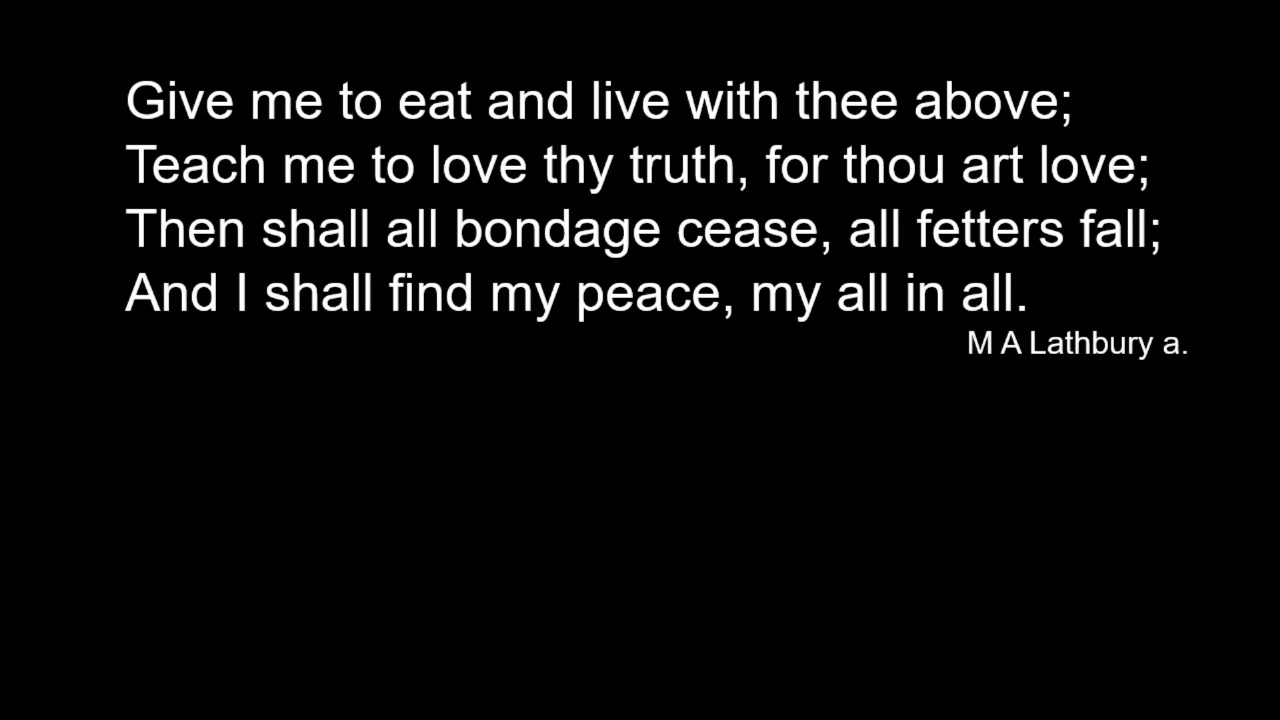 Give me to eat and live with thee above;
Teach me to love thy truth, for thou art love;
Then shall all bondage cease, all fetters fall;
And I shall find my peace, my all in all.
M A Lathbury a.